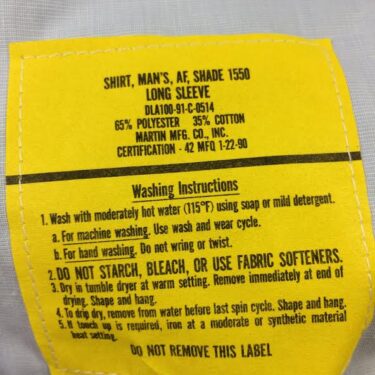 SHIRT, MAN'S, AF, SHADE 1550
LONG SLEEVE
DLA100-91-C-0514
65% POLYESTER 35% COTTON
MARTIN MFG. CO., INC.
CERTIFICATION - 42 MFQ 1-22-90
Washing Instructions
1. Wash with moderately hot water (115°F) using soap or mild detergent.
a. For machine washing. Use wash and wear cycle.
b. For hand washing. Do not wring or twist.
2. DO NOT STARCH, BLEACH, OR USE FABRIC SOFTENERS.
3. Dry in tumble dryer at warm setting. Remove immediately at end of
drying. Shape and hang.
4. To drip dry, remove from water before last spin cycle. Shape and hang.
5. If touch up is required, iron at a moderate or synthetic material
heat setting.
DO NOT REMOVE THIS LABEL